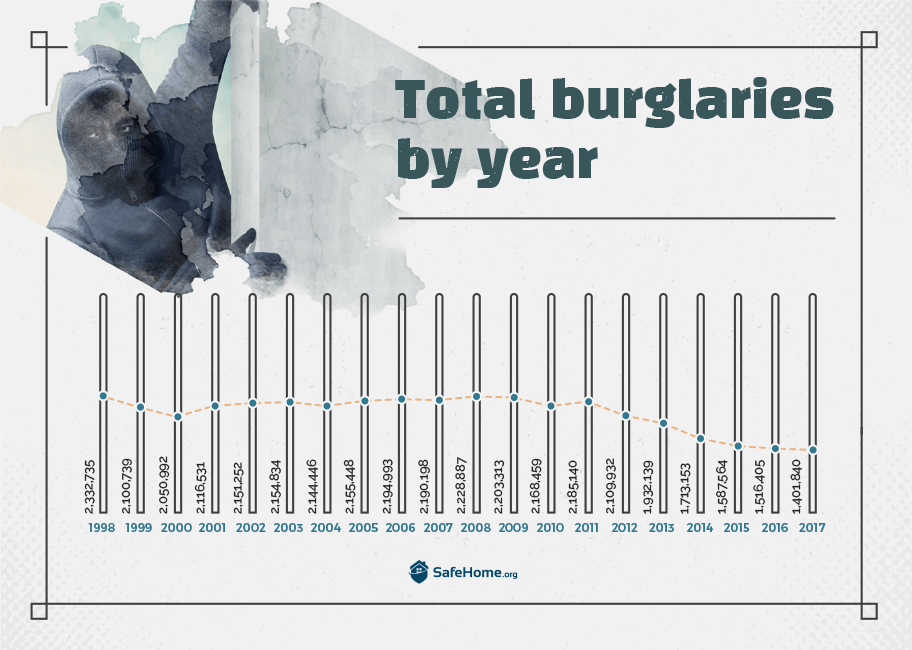 Total burglaries
by year
2,332,735 2,100,739 2,050,992 2,116,531 2,151,252 2,154,834 2,144,446 2,155,448 2,194,993 2,190,198 2,228,887 2,203,313 2,168,459 2,185,140 2,109,932 1,932,139 1,713,153 1,587,564 1,516,405 1,401,840
1998 1999 2000 2001 2002 2003 2004 2005 2006 2007 2008 2009 2010 2011 2012 2013 2014 2015 2016 2017
SafeHome.org